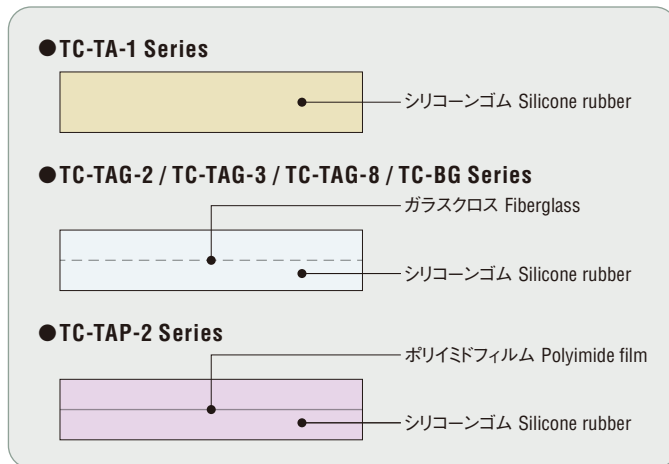 ●TC-TA-1 Series
シリコーンゴム Silicone rubber
●TC-TAG-2 / TC-TAG-3 / TC-TAG-8 / TC-BG Series
ガラスクロス Fiberglass
シリコーンゴム Silicone rubber
●TC-TAP-2 Series
ポリイミドフィルム Polyimide film
シリコーンゴム Silicone rubber